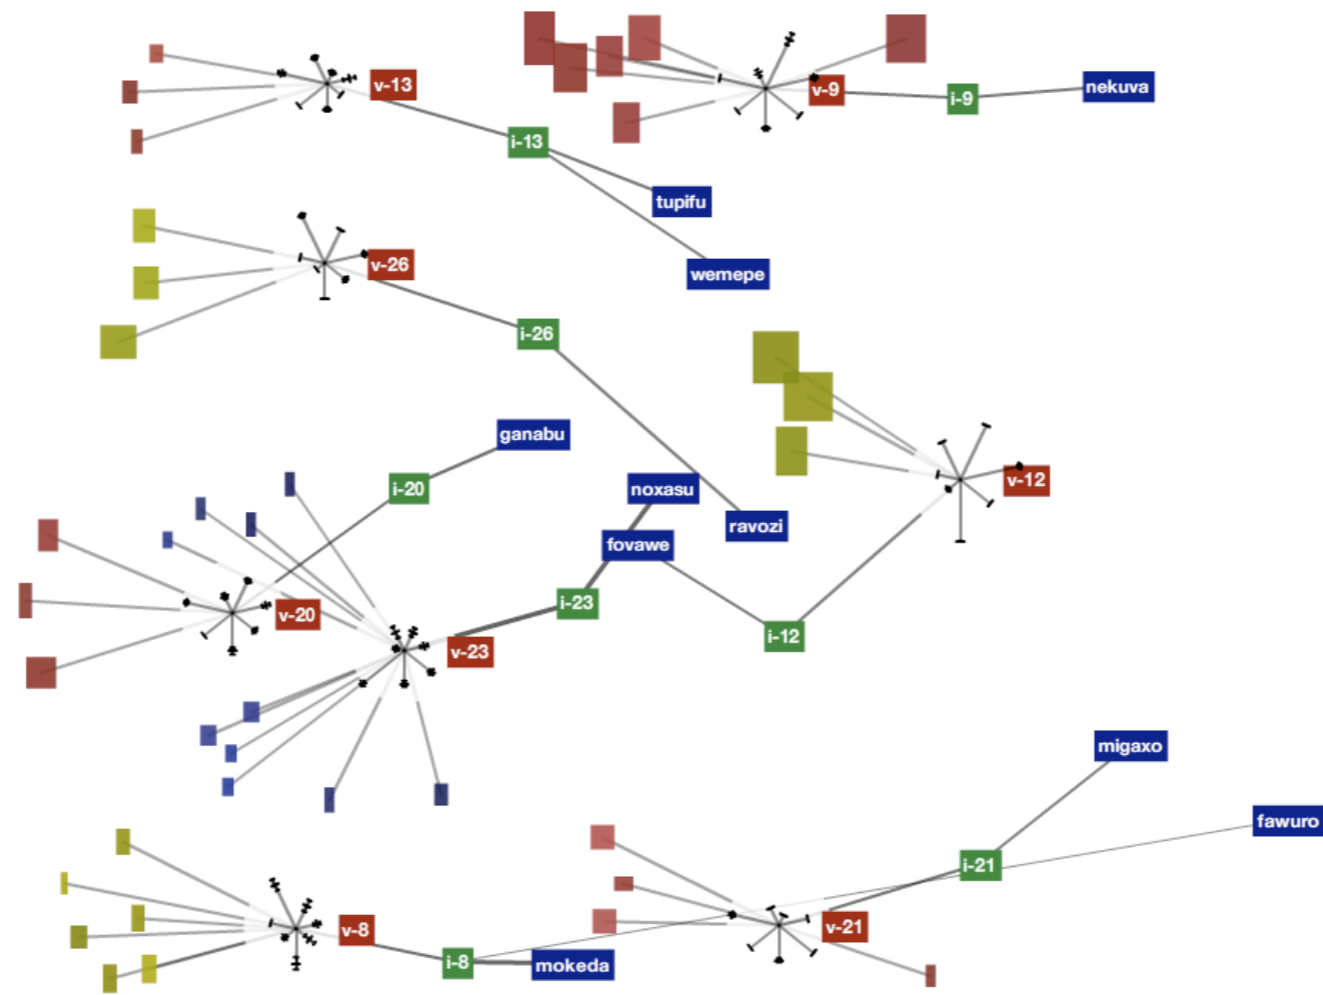 v-13
v-9
i-9
nekuva
i-13
tupifu
v-26
wemepe
i-26
ganabu
v-12
i-20
noxasu
ravozi
fovawe
i-23
v-20
i-12
v-23
migaxo
fawuro
i-21
v-21
v-8
i-8
mokeda